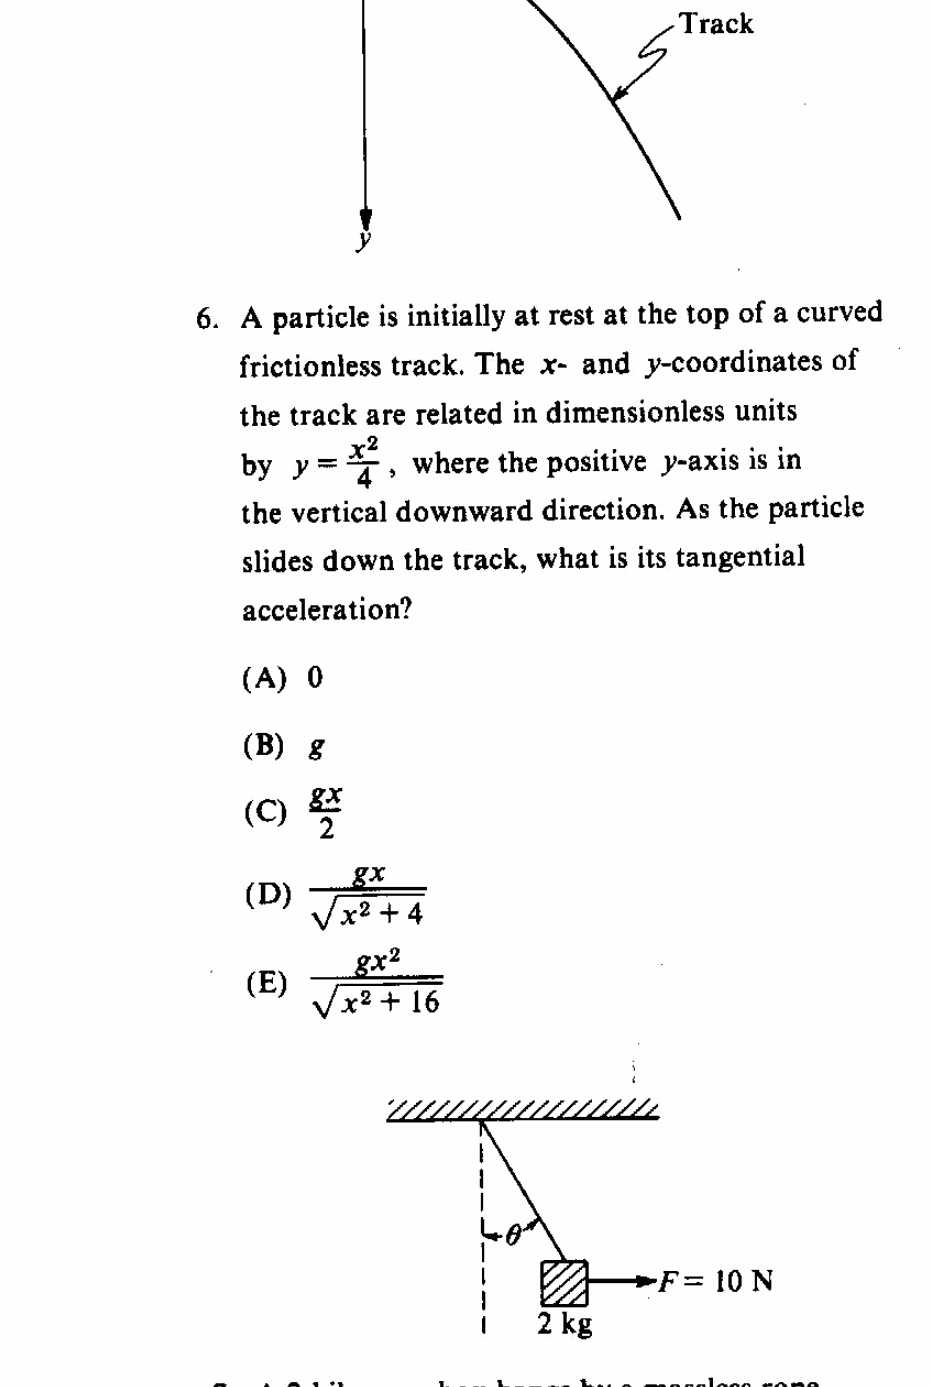 Track
y
6. A particle is initially at rest at the top of a curved
frictionless track. The x- and y-coordinates of
the track are related in dimensionless units
by y = x²/4, where the positive y-axis is in
the vertical downward direction. As the particle
slides down the track, what is its tangential
acceleration?
(A) 0
(B) g
(C) gx/2
(D) gx/√(x² + 4)
(E) gx²/√(x² + 16)
θ
F = 10 N
2 kg